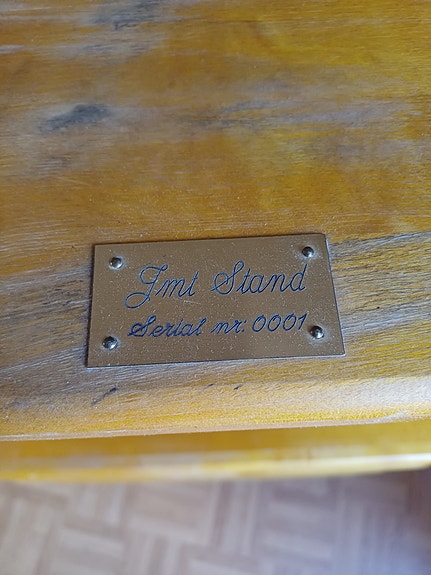 Jmt Stand
Serial nr: 0001